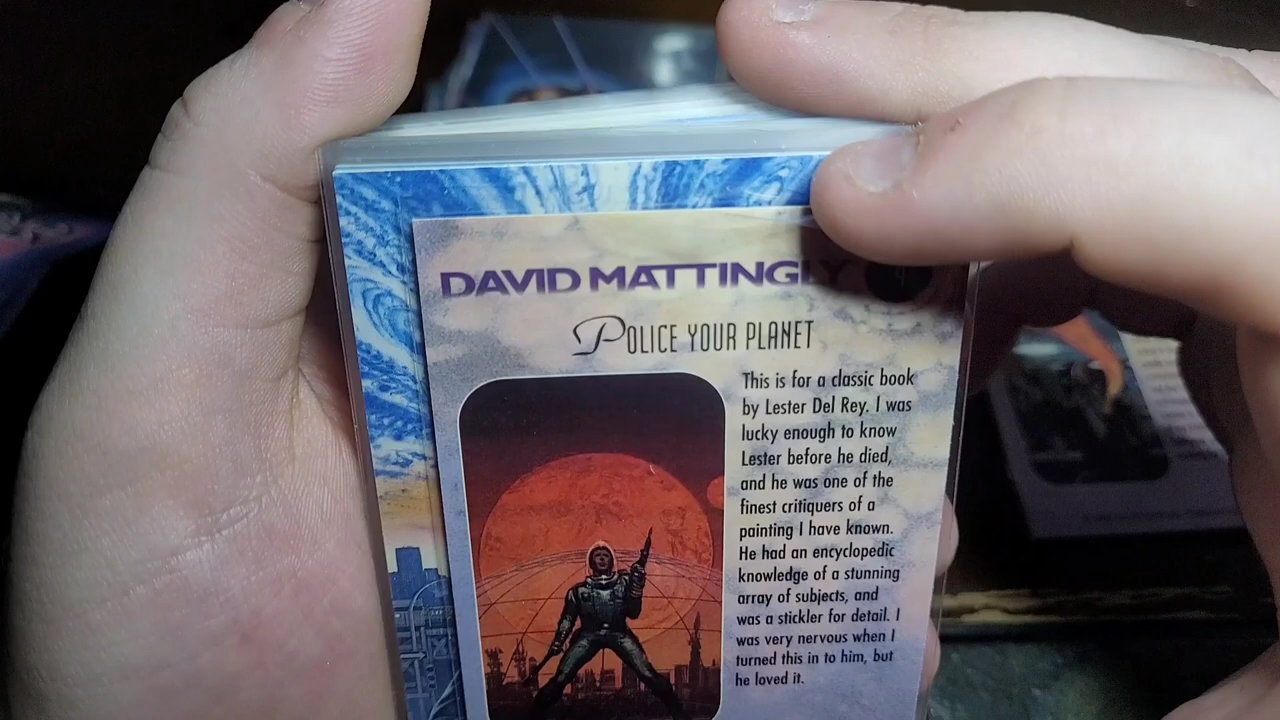 DAVID MATTINGLY
POLICE YOUR PLANET
This is for a classic book
by Lester Del Rey. I was
lucky enough to know
Lester before he died,
and he was one of the
finest critiquers of a
painting I have known.
He had an encyclopedic
knowledge of a stunning
array of subjects, and
was a stickler for detail. I
was very nervous when I
turned this in to him, but
he loved it.